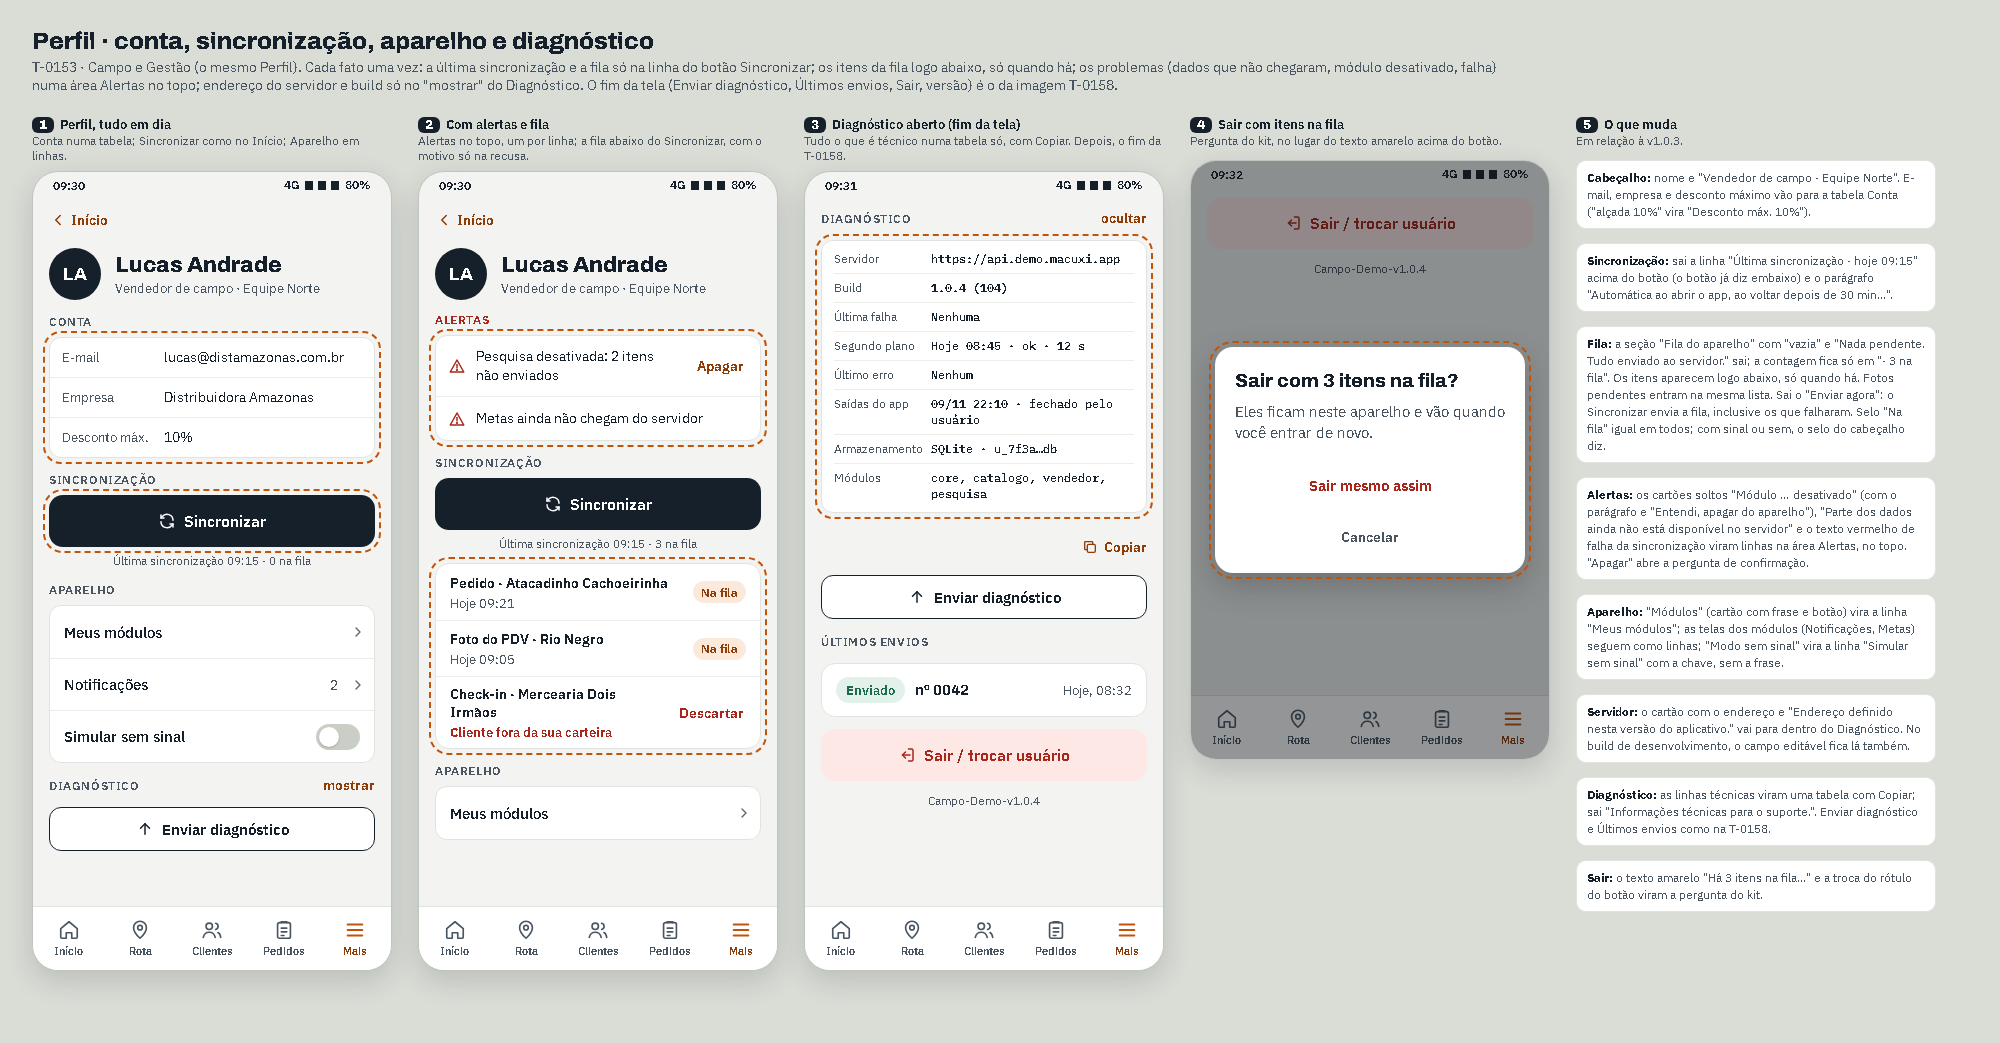 Perfil · conta, sincronização, aparelho e diagnóstico
T-0153 · Campo e Gestão (o mesmo Perfil). Cada fato uma vez: a última sincronização e a fila só na linha do botão Sincronizar; os itens da fila logo abaixo, só quando há; os problemas (dados que não chegaram, módulo desativado, falha)
numa área Alertas no topo; endereço do servidor e build só no "mostrar" do Diagnóstico. O fim da tela (Enviar diagnóstico, Últimos envios, Sair, versão) é o da imagem T-0158.
1 Perfil, tudo em dia
Conta numa tabela; Sincronizar como no Início; Aparelho em
linhas.
09:30
4G 80%
Início
LA
Lucas Andrade
Vendedor de campo · Equipe Norte
CONTA
E-mail lucas@distamazonas.com.br
Empresa Distribuidora Amazonas
Desconto máx. 10%
SINCRONIZAÇÃO
Sincronizar
Última sincronização 09:15 · 0 na fila
APARELHO
Meus módulos
Notificações 2
Simular sem sinal
DIAGNÓSTICO mostrar
Enviar diagnóstico
Início Rota Clientes Pedidos Mais
2 Com alertas e fila
Alertas no topo, um por linha; a fila abaixo do Sincronizar, com o
motivo só na recusa.
09:30
4G 80%
Início
LA
Lucas Andrade
Vendedor de campo · Equipe Norte
ALERTAS
Pesquisa desativada: 2 itens
não enviados
Apagar
Metas ainda não chegam do servidor
SINCRONIZAÇÃO
Sincronizar
Última sincronização 09:15 · 3 na fila
Pedido · Atacadinho Cachoeirinha
Hoje 09:21
Na fila
Foto do PDV · Rio Negro
Hoje 09:05
Na fila
Check-in · Mercearia Dois
Irmãos
Cliente fora da sua carteira
Descartar
APARELHO
Meus módulos
Início Rota Clientes Pedidos Mais
3 Diagnóstico aberto (fim da tela)
Tudo o que é técnico numa tabela só, com Copiar. Depois, o fim da
T-0158.
09:31
4G 80%
DIAGNÓSTICO ocultar
Servidor https://api.demo.macuxi.app
Build 1.0.4 (104)
Última falha Nenhuma
Segundo plano Hoje 08:45 · ok · 12 s
Último erro Nenhum
Saídas do app 09/11 22:10 · fechado pelo
usuário
Armazenamento SQLite · u_7f3a…db
Módulos core, catalogo, vendedor,
pesquisa
Copiar
Enviar diagnóstico
ÚLTIMOS ENVIOS
Enviado nº 0042 Hoje, 08:32
Sair / trocar usuário
Campo-Demo-v1.0.4
Início Rota Clientes Pedidos Mais
4 Sair com itens na fila
Pergunta do kit, no lugar do texto amarelo acima do botão.
09:32
4G 80%
Sair / trocar usuário
Campo-Demo-v1.0.4
Sair com 3 itens na fila?
Eles ficam neste aparelho e vão quando
você entrar de novo.
Sair mesmo assim
Cancelar
Início Rota Clientes Pedidos Mais
5 O que muda
Em relação à v1.0.3.
Cabeçalho: nome e "Vendedor de campo · Equipe Norte". E-
mail, empresa e desconto máximo vão para a tabela Conta
("alçada 10%" vira "Desconto máx. 10%").
Sincronização: sai a linha "Última sincronização · hoje 09:15"
acima do botão (o botão já diz embaixo) e o parágrafo
"Automática ao abrir o app, ao voltar depois de 30 min…".
Fila: a seção "Fila do aparelho" com "vazia" e "Nada pendente.
Tudo enviado ao servidor." sai; a contagem fica só em "· 3 na
fila". Os itens aparecem logo abaixo, só quando há. Fotos
pendentes entram na mesma lista. Sai o "Enviar agora": o
Sincronizar envia a fila, inclusive os que falharam. Selo "Na
fila" igual em todos; com sinal ou sem, o selo do cabeçalho
diz.
Alertas: os cartões soltos "Módulo … desativado" (com o
parágrafo e "Entendi, apagar do aparelho"), "Parte dos dados
ainda não está disponível no servidor" e o texto vermelho de
falha da sincronização viram linhas na área Alertas, no topo.
"Apagar" abre a pergunta de confirmação.
Aparelho: "Módulos" (cartão com frase e botão) vira a linha
"Meus módulos"; as telas dos módulos (Notificações, Metas)
seguem como linhas; "Modo sem sinal" vira a linha "Simular
sem sinal" com a chave, sem a frase.
Servidor: o cartão com o endereço e "Endereço definido
nesta versão do aplicativo." vai para dentro do Diagnóstico. No
build de desenvolvimento, o campo editável fica lá também.
Diagnóstico: as linhas técnicas viram uma tabela com Copiar;
sai "Informações técnicas para o suporte.". Enviar diagnóstico
e Últimos envios como na T-0158.
Sair: o texto amarelo "Há 3 itens na fila…" e a troca do rótulo
do botão viram a pergunta do kit.